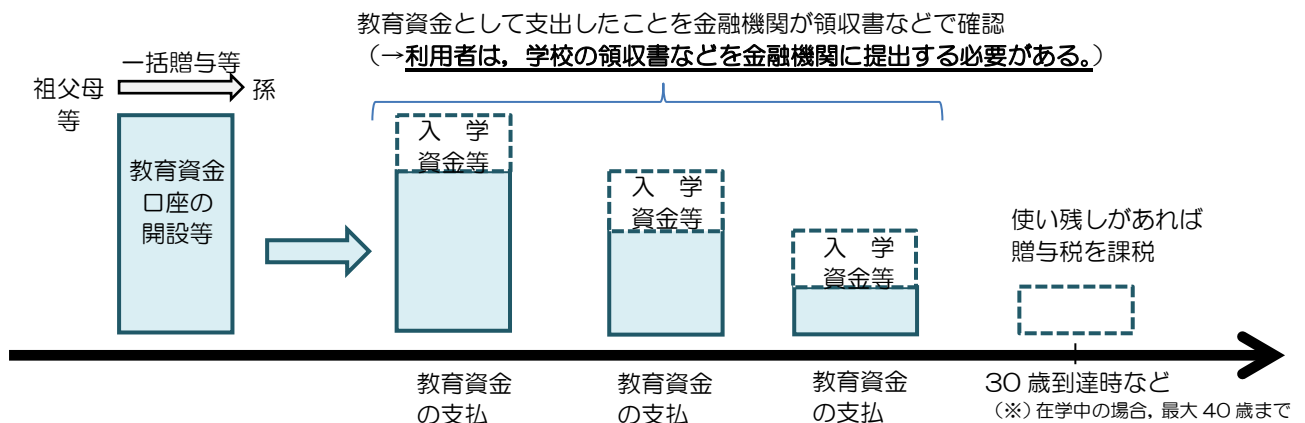 教育資金として支出したことを金融機関が領収書などで確認
（→利用者は，学校の領収書などを金融機関に提出する必要がある。）
一括贈与等
祖父母
等
孫
教育資金
口座の
開設等
入　学
資金等
入　学
資金等
入　学
資金等
使い残しがあれば
贈与税を課税
教育資金
の支払
教育資金
の支払
教育資金
の支払
30 歳到達時など
（※）在学中の場合，最大 40 歳まで